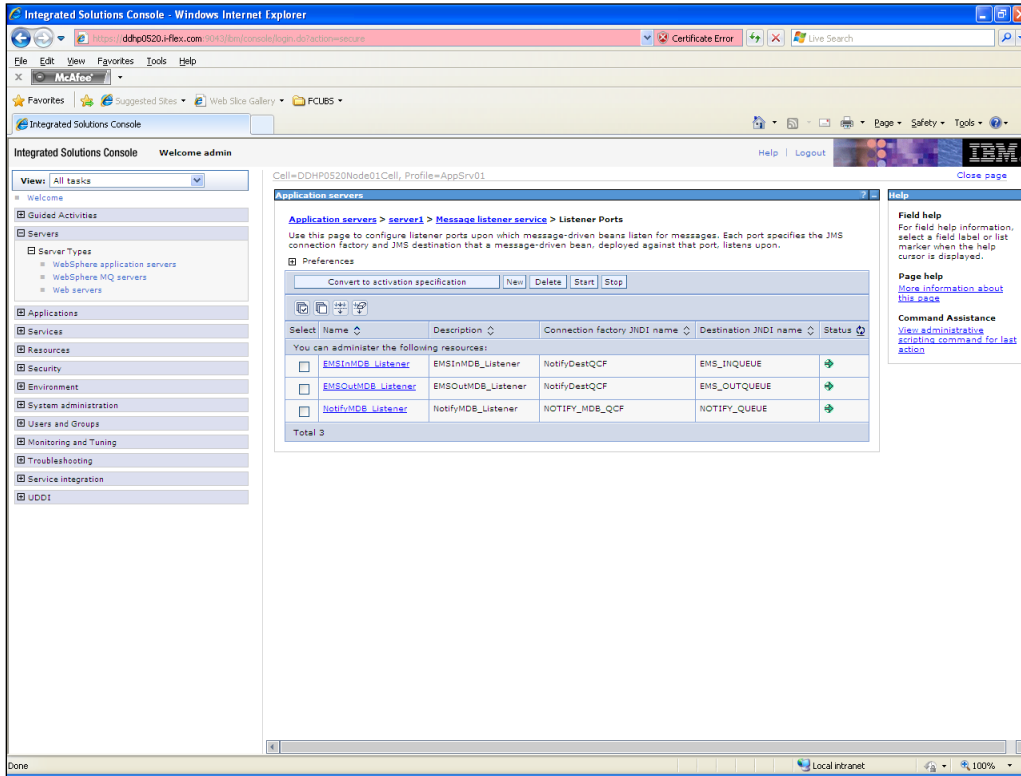 Integrated Solutions Console - Windows Internet Explorer
https://ddhp0520.i-flex.com:9043/ibm/console/login.do?action=secure
Certificate Error
Live Search
File Edit View Favorites Tools Help
McAfee
Favorites Suggested Sites Web Slice Gallery FCUBS
Integrated Solutions Console
Page Safety Tools
Integrated Solutions Console Welcome admin
Help Logout
IBM
View: All tasks
Cell=DDHP0520Node01Cell, Profile=AppSrv01
Close page
Welcome
Guided Activities
Servers
Server Types
WebSphere application servers
WebSphere MQ servers
Web servers
Applications
Services
Resources
Security
Environment
System administration
Users and Groups
Monitoring and Tuning
Troubleshooting
Service integration
UDDI
Application servers
Application servers > server1 > Message listener service > Listener Ports
Use this page to configure listener ports upon which message-driven beans listen for messages. Each port specifies the JMS
connection factory and JMS destination that a message-driven bean, deployed against that port, listens upon.
Preferences
Convert to activation specification New Delete Start Stop
Select Name Description Connection factory JNDI name Destination JNDI name Status
You can administer the following resources:
EMSInMDB_Listener EMSInMDB_Listener NotifyDestQCF EMS_INQUEUE
EMSOutMDB_Listener EMSOutMDB_Listener NotifyDestQCF EMS_OUTQUEUE
NotifyMDB_Listener NotifyMDB_Listener NOTIFY_MDB_QCF NOTIFY_QUEUE
Total 3
Help
Field help
For field help information,
select a field label or list
marker when the help
cursor is displayed.
Page help
More information about
this page
Command Assistance
View administrative
scripting command for last
action
Done
Local intranet
100%